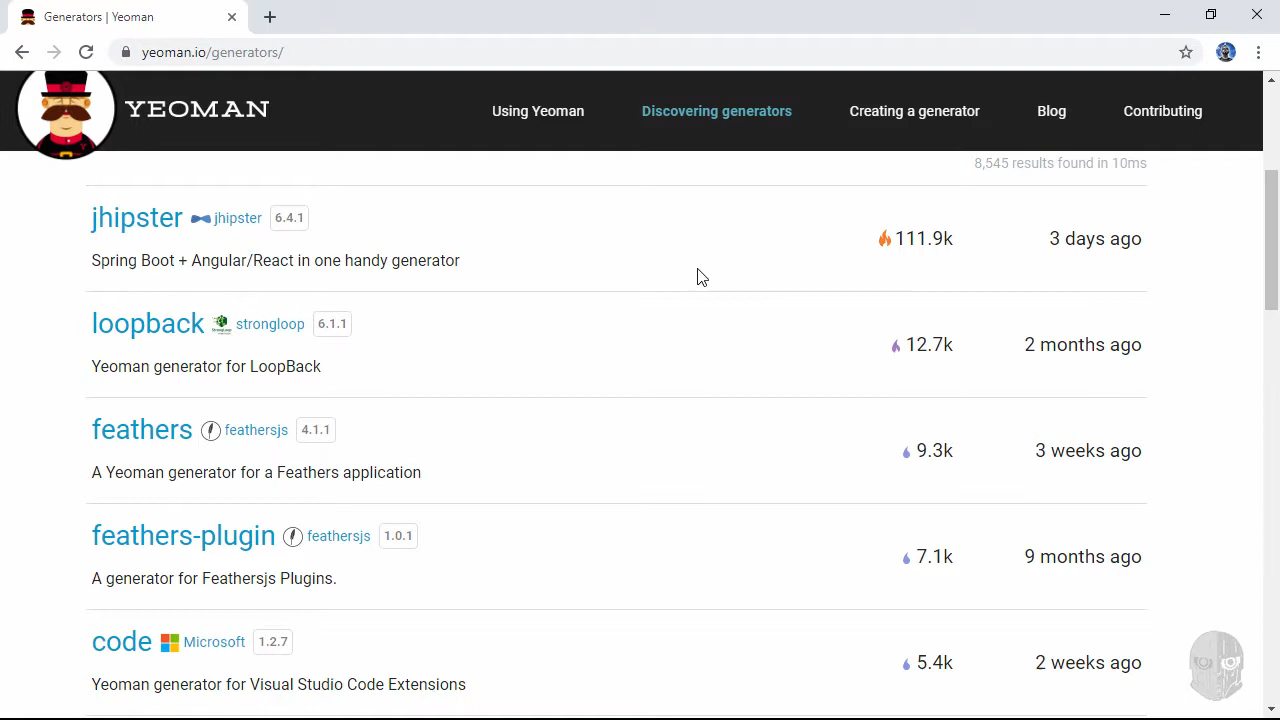 Generators | Yeoman
yeoman.io/generators/
YEOMAN
Using Yeoman
Discovering generators
Creating a generator
Blog
Contributing
8,545 results found in 10ms
jhipster jhipster 6.4.1
111.9k
3 days ago
Spring Boot + Angular/React in one handy generator
loopback strongloop 6.1.1
12.7k
2 months ago
Yeoman generator for LoopBack
feathers feathersjs 4.1.1
9.3k
3 weeks ago
A Yeoman generator for a Feathers application
feathers-plugin feathersjs 1.0.1
7.1k
9 months ago
A generator for Feathersjs Plugins.
code Microsoft 1.2.7
5.4k
2 weeks ago
Yeoman generator for Visual Studio Code Extensions